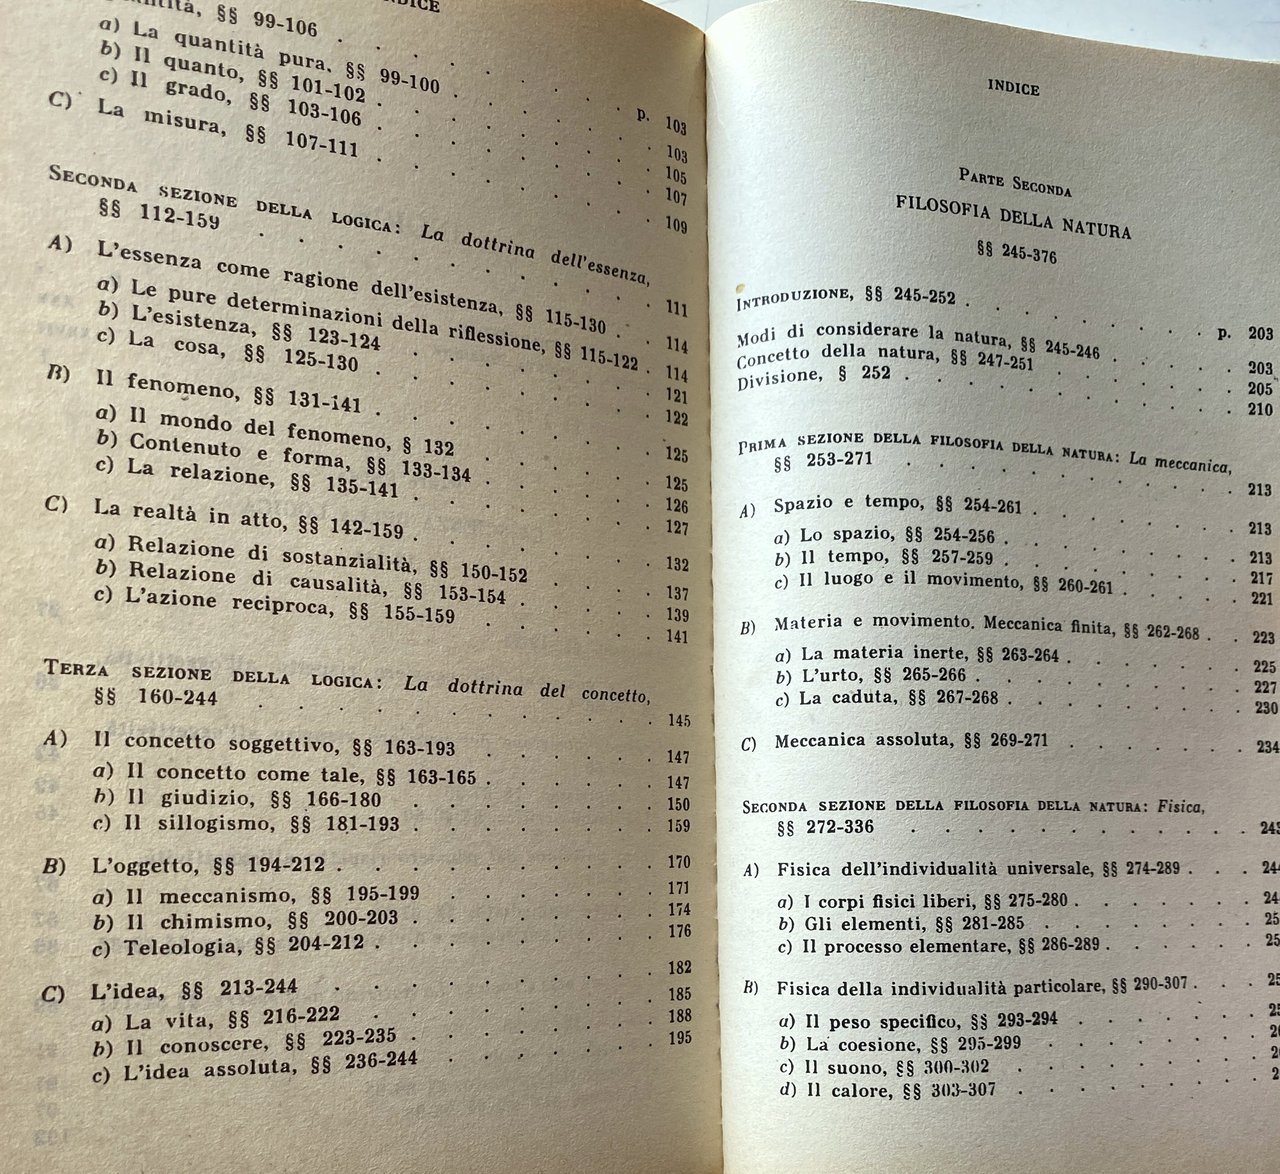 INDICE
§§ 99-106 . . . . . . . p. 103
a) La quantità pura, §§ 99-100 . . . . . . 103
b) Il quanto, §§ 101-102 . . . . . . . 105
c) Il grado, §§ 103-106 . . . . . . . 107
C) La misura, §§ 107-111 . . . . . . . 109
SECONDA SEZIONE DELLA LOGICA: La dottrina dell'essenza,
§§ 112-159 . . . . . . . . . . . 111
A) L'essenza come ragione dell'esistenza, §§ 115-130 . . 114
a) Le pure determinazioni della riflessione, §§ 115-122 . 114
b) L'esistenza, §§ 123-124 . . . . . . . 121
c) La cosa, §§ 125-130 . . . . . . . . 122
B) Il fenomeno, §§ 131-141 . . . . . . . . 125
a) Il mondo del fenomeno, § 132 . . . . . 125
b) Contenuto e forma, §§ 133-134 . . . . . 126
c) La relazione, §§ 135-141 . . . . . . . 127
C) La realtà in atto, §§ 142-159 . . . . . . . 132
a) Relazione di sostanzialità, §§ 150-152 . . . . 137
b) Relazione di causalità, §§ 153-154 . . . . . 139
c) L'azione reciproca, §§ 155-159 . . . . . . 141
TERZA SEZIONE DELLA LOGICA: La dottrina del concetto,
§§ 160-244 . . . . . . . . . . . 145
A) Il concetto soggettivo, §§ 163-193 . . . . . 147
a) Il concetto come tale, §§ 163-165 . . . . . 147
b) Il giudizio, §§ 166-180 . . . . . . . 150
c) Il sillogismo, §§ 181-193 . . . . . . . 159
B) L'oggetto, §§ 194-212 . . . . . . . . . 170
a) Il meccanismo, §§ 195-199 . . . . . . 171
b) Il chimismo, §§ 200-203 . . . . . . . 174
c) Teleologia, §§ 204-212 . . . . . . . . 176
C) L'idea, §§ 213-244 . . . . . . . . . 182
a) La vita, §§ 216-222 . . . . . . . . 185
b) Il conoscere, §§ 223-235 . . . . . . . 188
c) L'idea assoluta, §§ 236-244 . . . . . . 195
INDICE
PARTE SECONDA
FILOSOFIA DELLA NATURA
§§ 245-376
INTRODUZIONE, §§ 245-252 . . . . . . . . p. 203
Modi di considerare la natura, §§ 245-246 . . . . 203
Concetto della natura, §§ 247-251 . . . . . . 205
Divisione, § 252 . . . . . . . . . . 210
PRIMA SEZIONE DELLA FILOSOFIA DELLA NATURA: La meccanica,
§§ 253-271 . . . . . . . . . . . 213
A) Spazio e tempo, §§ 254-261 . . . . . . . 213
a) Lo spazio, §§ 254-256 . . . . . . . . 213
b) Il tempo, §§ 257-259 . . . . . . . . 217
c) Il luogo e il movimento, §§ 260-261 . . . . 221
B) Materia e movimento. Meccanica finita, §§ 262-268 . . 223
a) La materia inerte, §§ 263-264 . . . . . . 225
b) L'urto, §§ 265-266 . . . . . . . . . 227
c) La caduta, §§ 267-268 . . . . . . . . 230
C) Meccanica assoluta, §§ 269-271 . . . . . . 234
SECONDA SEZIONE DELLA FILOSOFIA DELLA NATURA: Fisica,
§§ 272-336 . . . . . . . . . . . 243
A) Fisica dell'individualità universale, §§ 274-289 . . . 244
a) I corpi fisici liberi, §§ 275-280 . . . . . .
b) Gli elementi, §§ 281-285 . . . . . . .
c) Il processo elementare, §§ 286-289 . . . . .
B) Fisica della individualità particolare, §§ 290-307 . . .
a) Il peso specifico, §§ 293-294 . . . . . .
b) La coesione, §§ 295-299 . . . . . . .
c) Il suono, §§ 300-302 . . . . . . . .
d) Il calore, §§ 303-307 . . . . . . . .